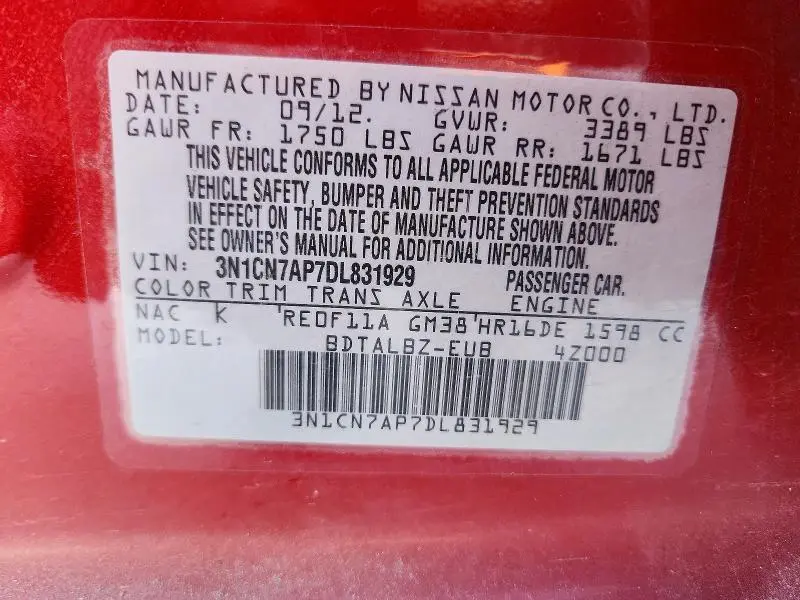 MANUFACTURED BY NISSAN MOTOR CO., LTD.
DATE: 09/12. GVWR: 3389 LBS
GAWR FR: 1750 LBS GAWR RR: 1671 LBS
THIS VEHICLE CONFORMS TO ALL APPLICABLE FEDERAL MOTOR
VEHICLE SAFETY, BUMPER AND THEFT PREVENTION STANDARDS
IN EFFECT ON THE DATE OF MANUFACTURE SHOWN ABOVE.
SEE OWNER'S MANUAL FOR ADDITIONAL INFORMATION.
VIN: 3N1CN7AP7DL831929 PASSENGER CAR.
COLOR TRIM TRANS AXLE ENGINE
NAC K 'RE0F11A GM38'HR16DE 1598 CC
MODEL: BDTALBZ-EUB 4Z000
3N1CN7AP7DL831929